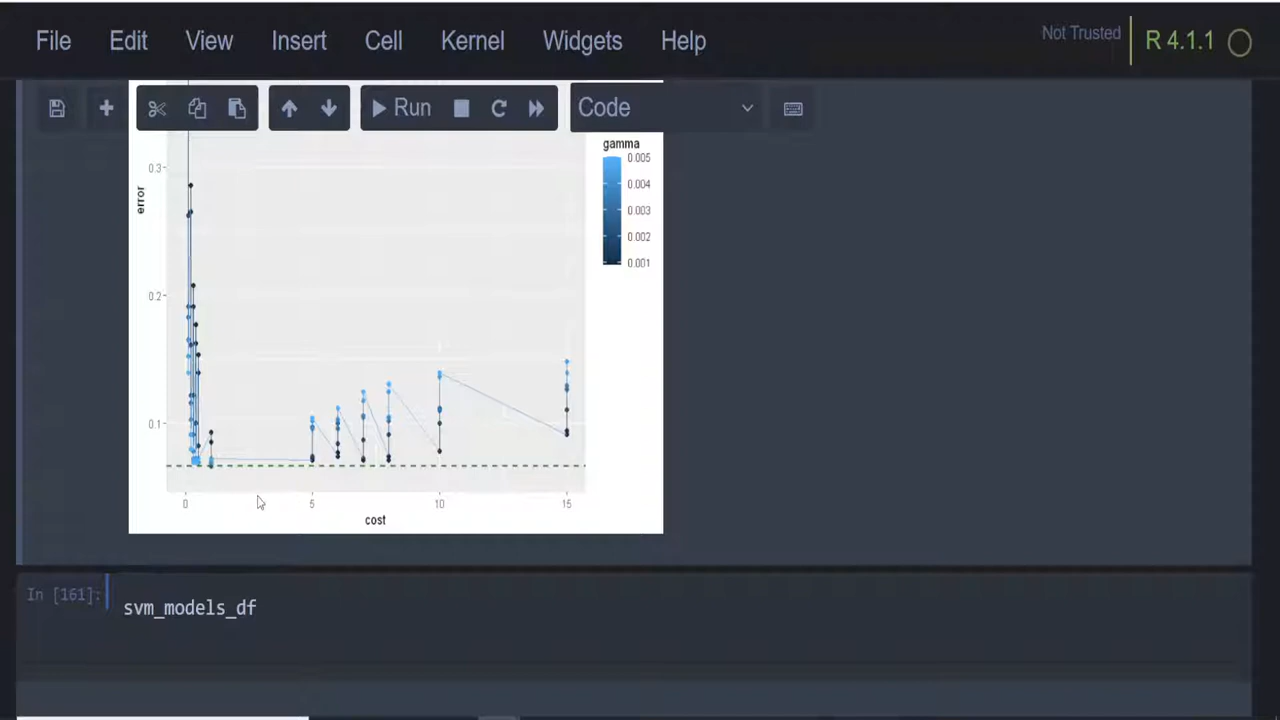 File Edit View Insert Cell Kernel Widgets Help Not Trusted R 4.1.1
Run Code
gamma
0.005
0.004
0.003
0.002
0.001
error
0.3
0.2
0.1
0 5 10 15
cost
In [161]: svm_models_df